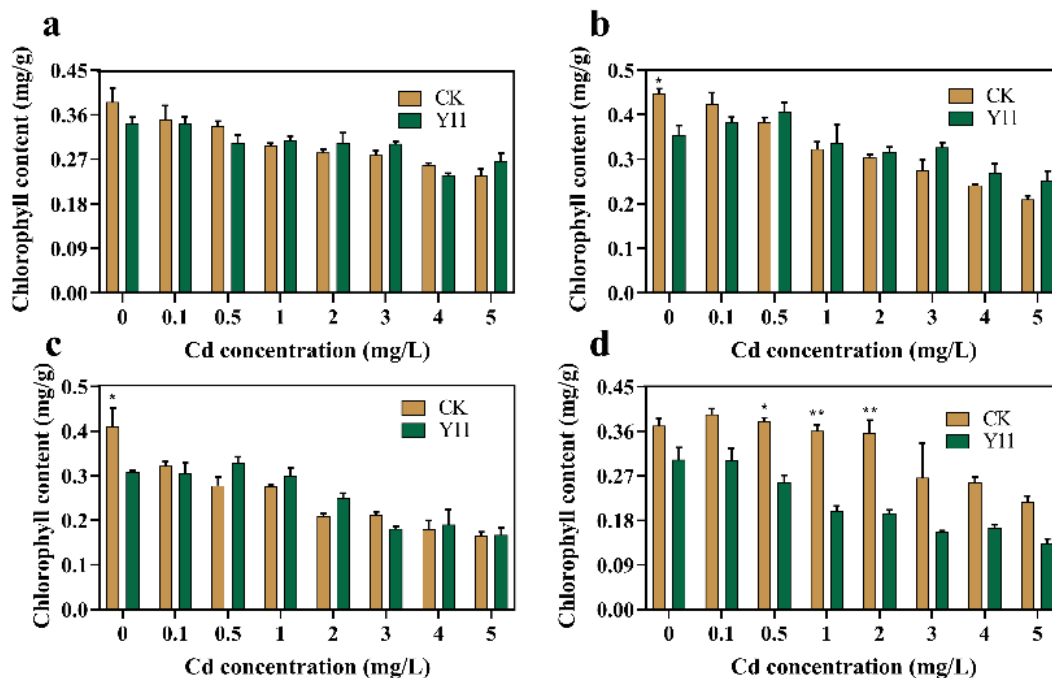 a
Chlorophyll content (mg/g)
0.45
0.36
0.27
0.18
0.09
0.00
CK
Y11
0 0.1 0.5 1 2 3 4 5
Cd concentration (mg/L)
b
Chlorophyll content (mg/g)
0.5
0.4
0.3
0.2
0.1
0.0
*
CK
Y11
0 0.1 0.5 1 2 3 4 5
Cd concentration (mg/L)
c
Chlorophyll content (mg/g)
0.5
0.4
0.3
0.2
0.1
0.0
*
CK
Y11
0 0.1 0.5 1 2 3 4 5
Cd concentration (mg/L)
d
Chlorophyll content (mg/g)
0.45
0.36
0.27
0.18
0.09
0.00
* ** **
CK
Y11
0 0.1 0.5 1 2 3 4 5
Cd concentration (mg/L)